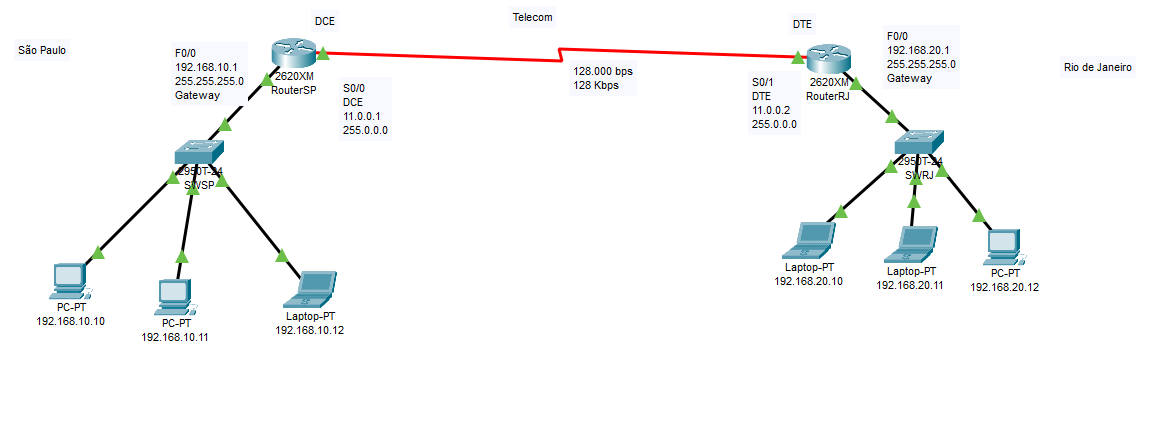 São Paulo
DCE
Telecom
DTE
F0/0
192.168.10.1
255.255.255.0
Gateway
2620XM
RouterSP
S0/0
DCE
11.0.0.1
255.0.0.0
128.000 bps
128 Kbps
S0/1
DTE
11.0.0.2
255.0.0.0
2620XM
RouterRJ
F0/0
192.168.20.1
255.255.255.0
Gateway
Rio de Janeiro
2950T-24
SWSP
2950T-24
SWRJ
PC-PT
192.168.10.10
PC-PT
192.168.10.11
Laptop-PT
192.168.10.12
Laptop-PT
192.168.20.10
Laptop-PT
192.168.20.11
PC-PT
192.168.20.12